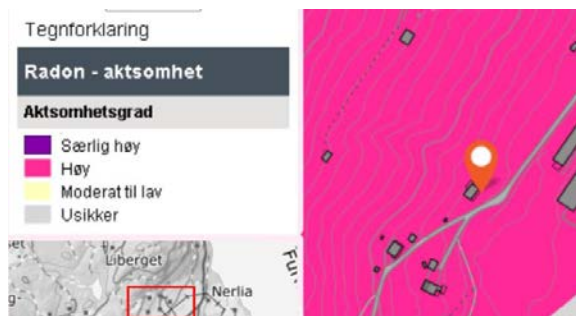 Tegnforklaring
Radon - aktsomhet
Aktsomhetsgrad
Særlig høy
Høy
Moderat til lav
Usikker
Liberget
Nerlia